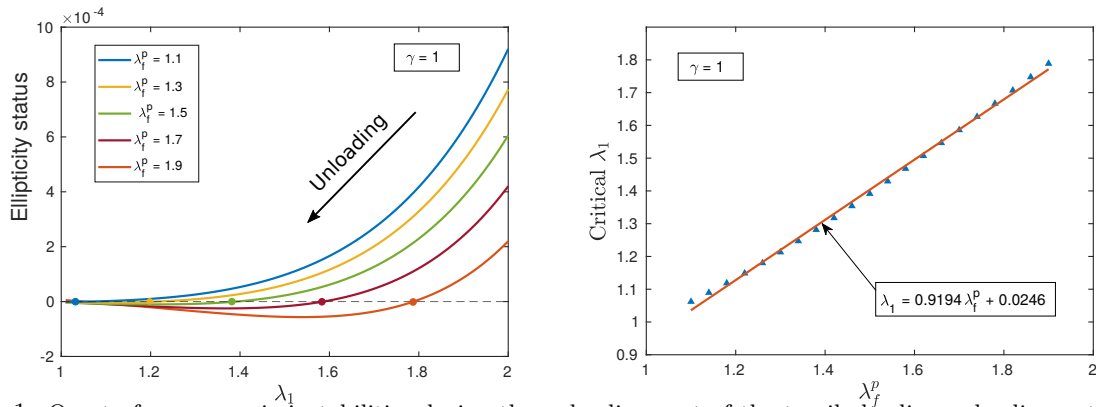 ×10⁻⁴
10
8
6
4
2
0
-2
Ellipticity status
λ_f^p = 1.1
λ_f^p = 1.3
λ_f^p = 1.5
λ_f^p = 1.7
λ_f^p = 1.9
γ = 1
Unloading
1 1.2 1.4 1.6 1.8 2
λ₁
1.8
1.7
1.6
1.5
1.4
1.3
1.2
1.1
1
0.9
Critical λ₁
γ = 1
λ₁ = 0.9194 λ_f^p + 0.0246
1 1.2 1.4 1.6 1.8 2
λ_f^p